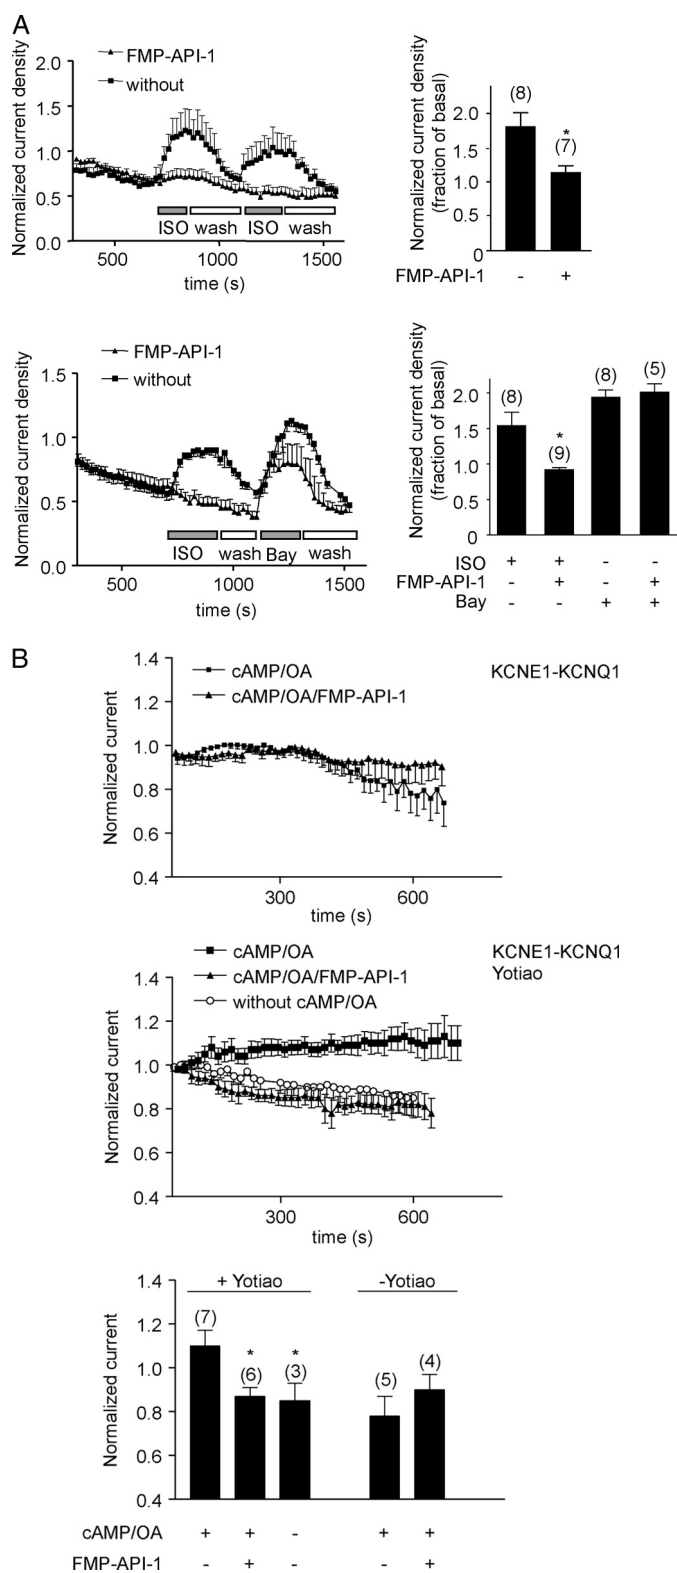 A
FMP-API-1
without
Normalized current density
2.0
1.5
1.0
0.5
0.0
ISO wash ISO wash
500 1000 1500
time (s)
Normalized current density
(fraction of basal)
2.0
1.5
1.0
0.5
0
(8)
*
(7)
FMP-API-1 - +
FMP-API-1
without
Normalized current density
1.5
1.0
0.5
0.0
ISO wash Bay wash
500 1000 1500
time (s)
Normalized current density
(fraction of basal)
2.0
1.5
1.0
0.5
0
(8)
*
(9)
(8)
(5)
ISO + + - -
FMP-API-1 - + - +
Bay - - + +
B
cAMP/OA
cAMP/OA/FMP-API-1
KCNE1-KCNQ1
Normalized current
1.4
1.2
1.0
0.8
0.6
0.4
300 600
time (s)
cAMP/OA
cAMP/OA/FMP-API-1
without cAMP/OA
KCNE1-KCNQ1
Yotiao
Normalized current
1.4
1.2
1.0
0.8
0.6
0.4
300 600
time (s)
Normalized current
1.4
1.2
1.0
0.8
0.6
0.4
+ Yotiao -Yotiao
(7)
*
(6)
*
(3)
(5)
(4)
cAMP/OA + + - + +
FMP-API-1 - + - - +